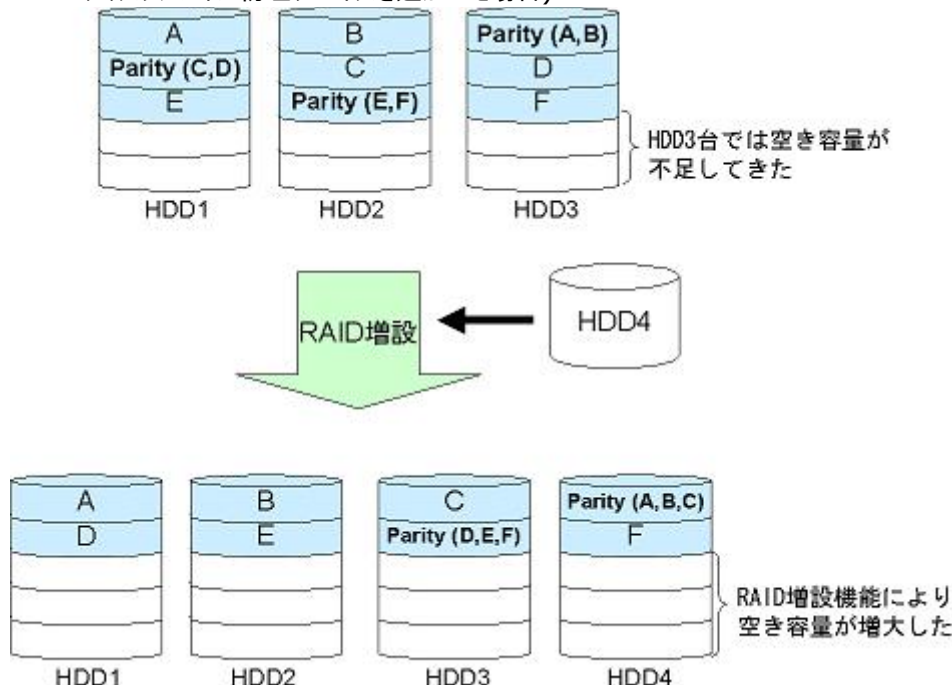 A
B
Parity (A,B)
Parity (C,D)
C
D
E
Parity (E,F)
F
HDD3台では空き容量が
不足してきた
HDD1
HDD2
HDD3
RAID増設
HDD4
A
B
C
Parity (A,B,C)
D
E
Parity (D,E,F)
F
RAID増設機能により
空き容量が増大した
HDD1
HDD2
HDD3
HDD4